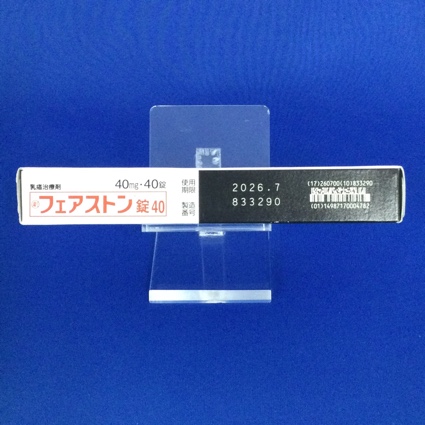 乳癌治療剤
40mg・40錠
劇 フェアストン錠40
使用期限 2026.7
製造番号 833290
(17)260700(10)833290
(01)14987170004782